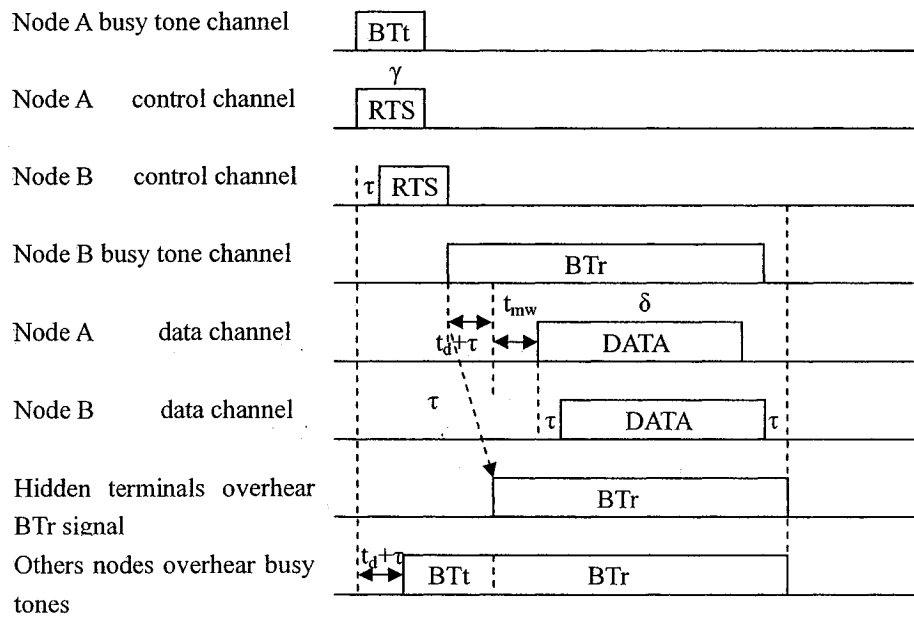 Node A busy tone channel
BTt
γ
Node A control channel
RTS
Node B control channel
τ RTS
Node B busy tone channel
BTr
t_mw δ
Node A data channel
t_d+τ DATA
τ
Node B data channel
τ DATA τ
Hidden terminals overhear
BTr signal
BTr
t_d+τ
Others nodes overhear busy
tones
BTt BTr